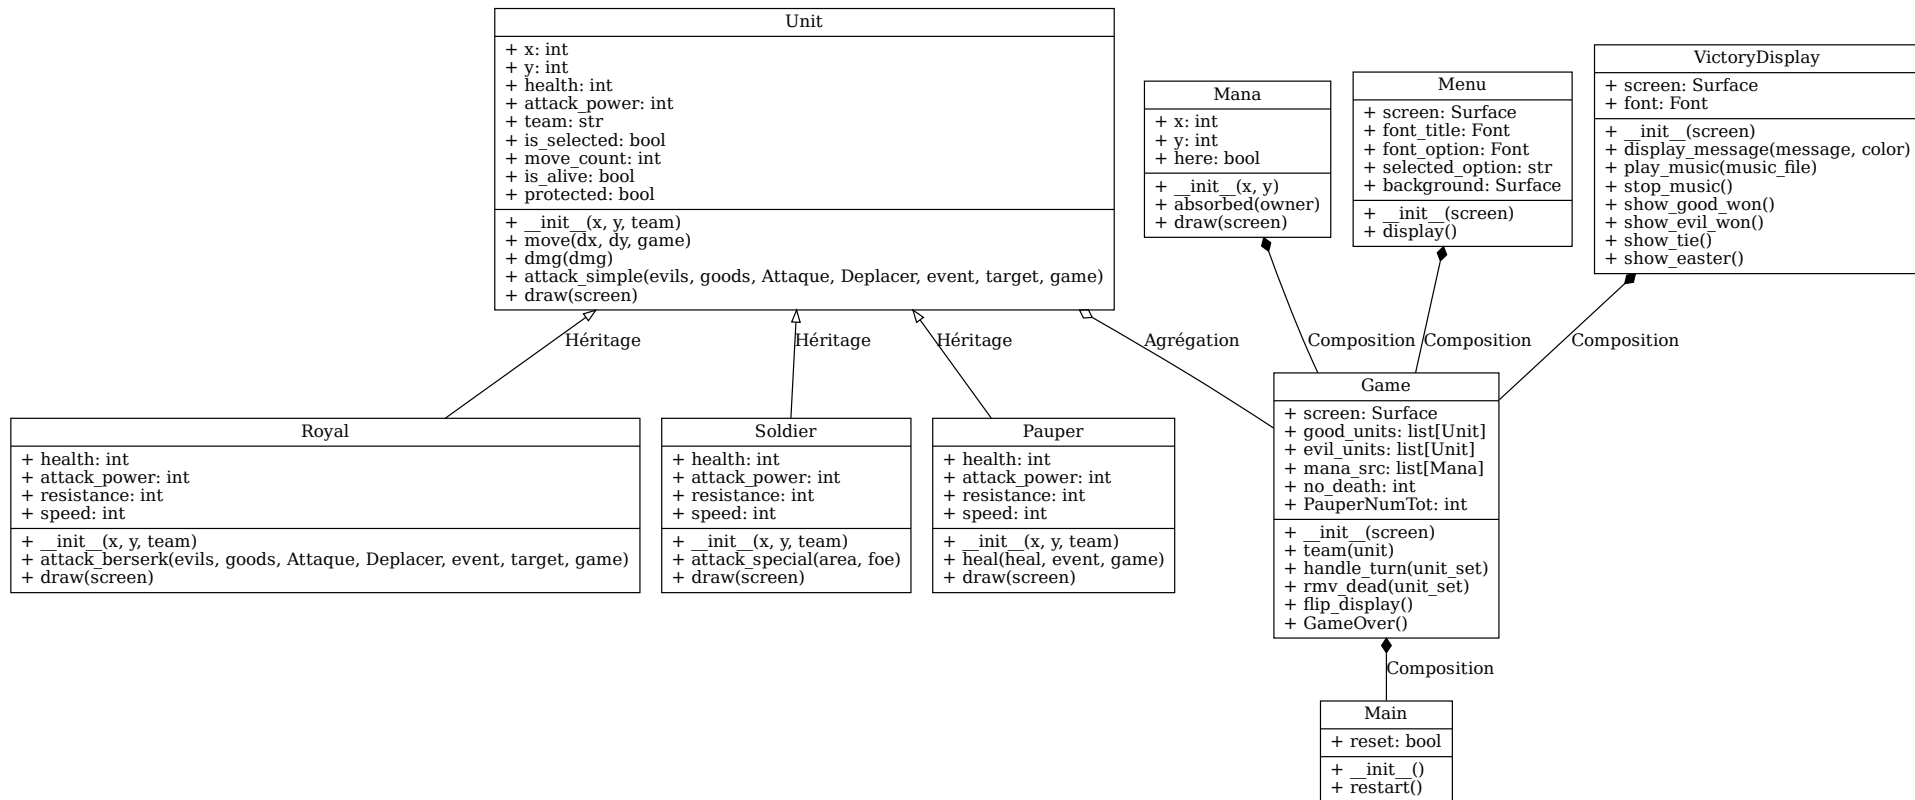 Unit
+ x: int
+ y: int
+ health: int
+ attack_power: int
+ team: str
+ is_selected: bool
+ move_count: int
+ is_alive: bool
+ protected: bool
+ __init__(x, y, team)
+ move(dx, dy, game)
+ dmg(dmg)
+ attack_simple(evils, goods, Attaque, Deplacer, event, target, game)
+ draw(screen)
Mana
+ x: int
+ y: int
+ here: bool
+ __init__(x, y)
+ absorbed(owner)
+ draw(screen)
Menu
+ screen: Surface
+ font_title: Font
+ font_option: Font
+ selected_option: str
+ background: Surface
+ __init__(screen)
+ display()
VictoryDisplay
+ screen: Surface
+ font: Font
+ __init__(screen)
+ display_message(message, color)
+ play_music(music_file)
+ stop_music()
+ show_good_won()
+ show_evil_won()
+ show_tie()
+ show_easter()
Héritage
Héritage
Héritage
Agrégation
Composition
Composition
Composition
Royal
+ health: int
+ attack_power: int
+ resistance: int
+ speed: int
+ __init__(x, y, team)
+ attack_berserk(evils, goods, Attaque, Deplacer, event, target, game)
+ draw(screen)
Soldier
+ health: int
+ attack_power: int
+ resistance: int
+ speed: int
+ __init__(x, y, team)
+ attack_special(area, foe)
+ draw(screen)
Pauper
+ health: int
+ attack_power: int
+ resistance: int
+ speed: int
+ __init__(x, y, team)
+ heal(heal, event, game)
+ draw(screen)
Game
+ screen: Surface
+ good_units: list[Unit]
+ evil_units: list[Unit]
+ mana_src: list[Mana]
+ no_death: int
+ PauperNumTot: int
+ __init__(screen)
+ team(unit)
+ handle_turn(unit_set)
+ rmv_dead(unit_set)
+ flip_display()
+ GameOver()
Composition
Main
+ reset: bool
+ __init__()
+ restart()